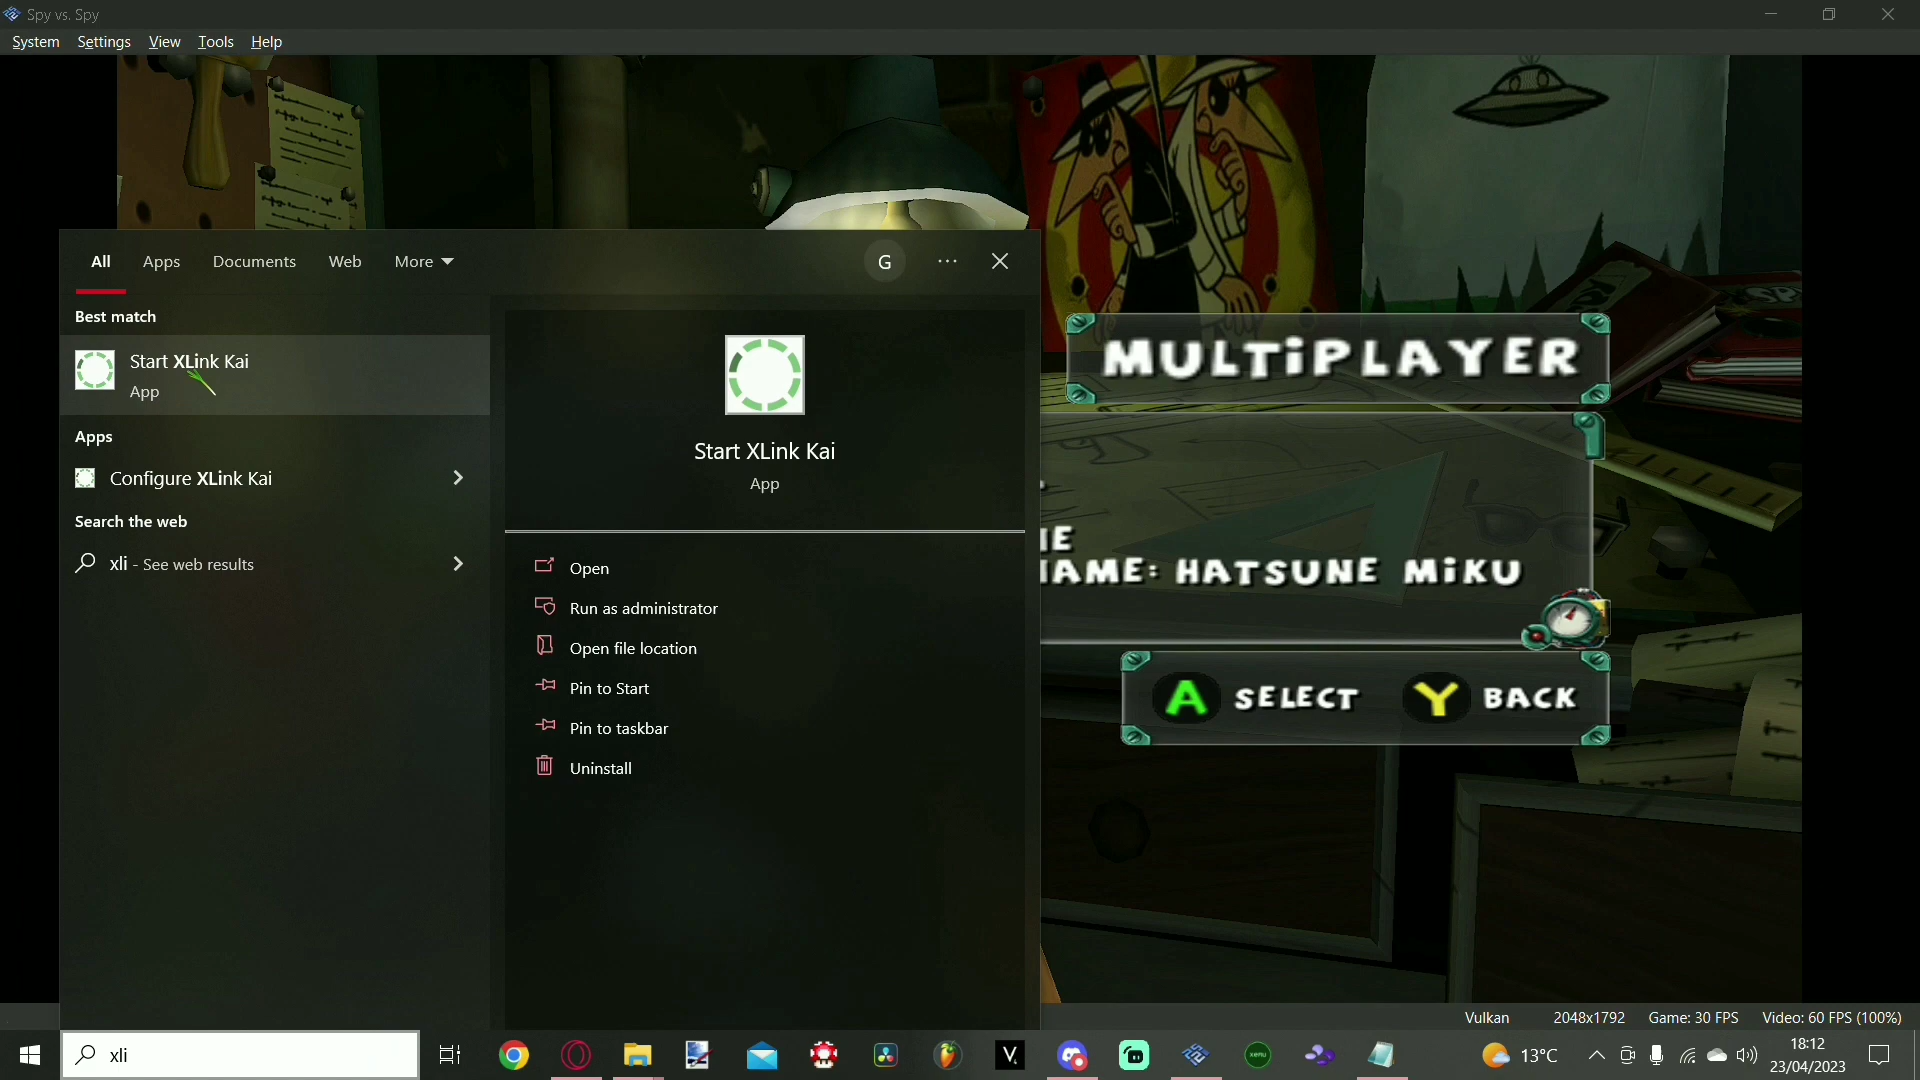 Spy vs. Spy
System Settings View Tools Help
All Apps Documents Web More
G
Best match
Start XLink Kai
App
Apps
Configure XLink Kai
Search the web
xli - See web results
Start XLink Kai
App
Open
Run as administrator
Open file location
Pin to Start
Pin to taskbar
Uninstall
MULTiPLAYER
NE
NAME: HATSUNE MiKU
A SELECT Y BACK
Vulkan 2048x1792 Game: 30 FPS Video: 60 FPS (100%)
xli
13°C
18:12
23/04/2023